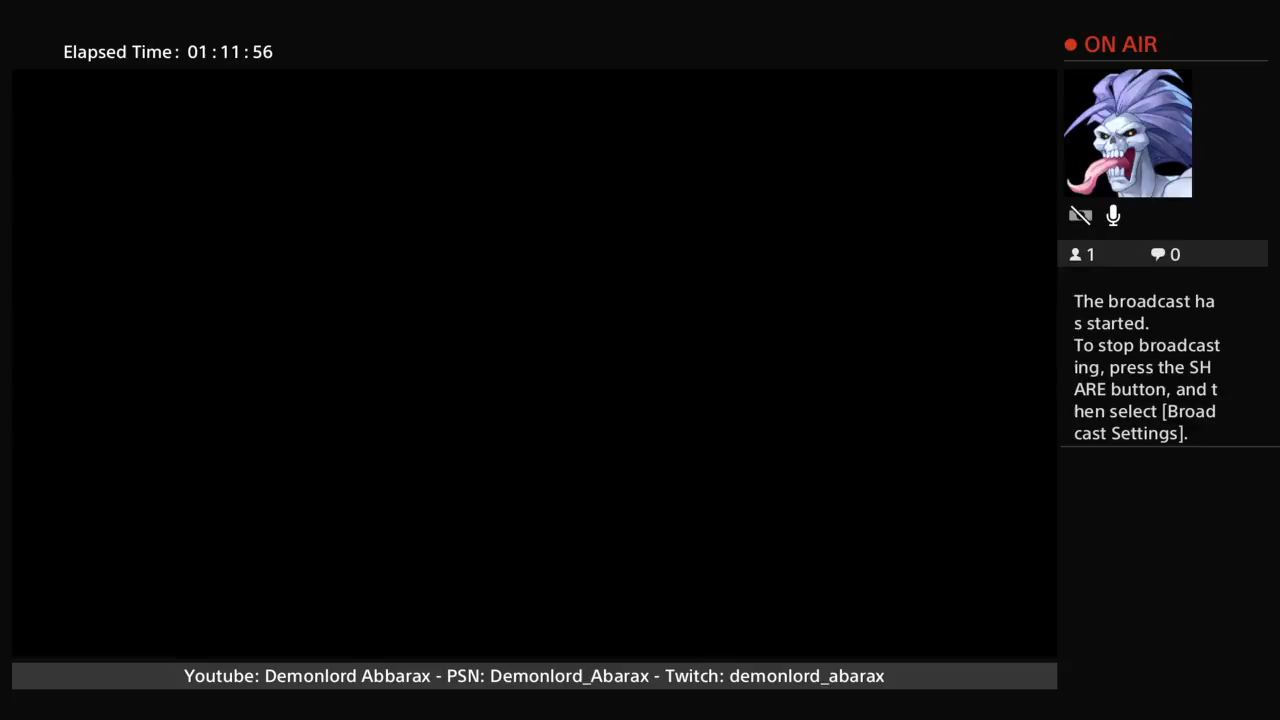 Elapsed Time: 01:11:56
ON AIR
1 0
The broadcast ha
s started.
To stop broadcast
ing, press the SH
ARE button, and t
hen select [Broad
cast Settings].
Youtube: Demonlord Abbarax - PSN: Demonlord_Abarax - Twitch: demonlord_abarax